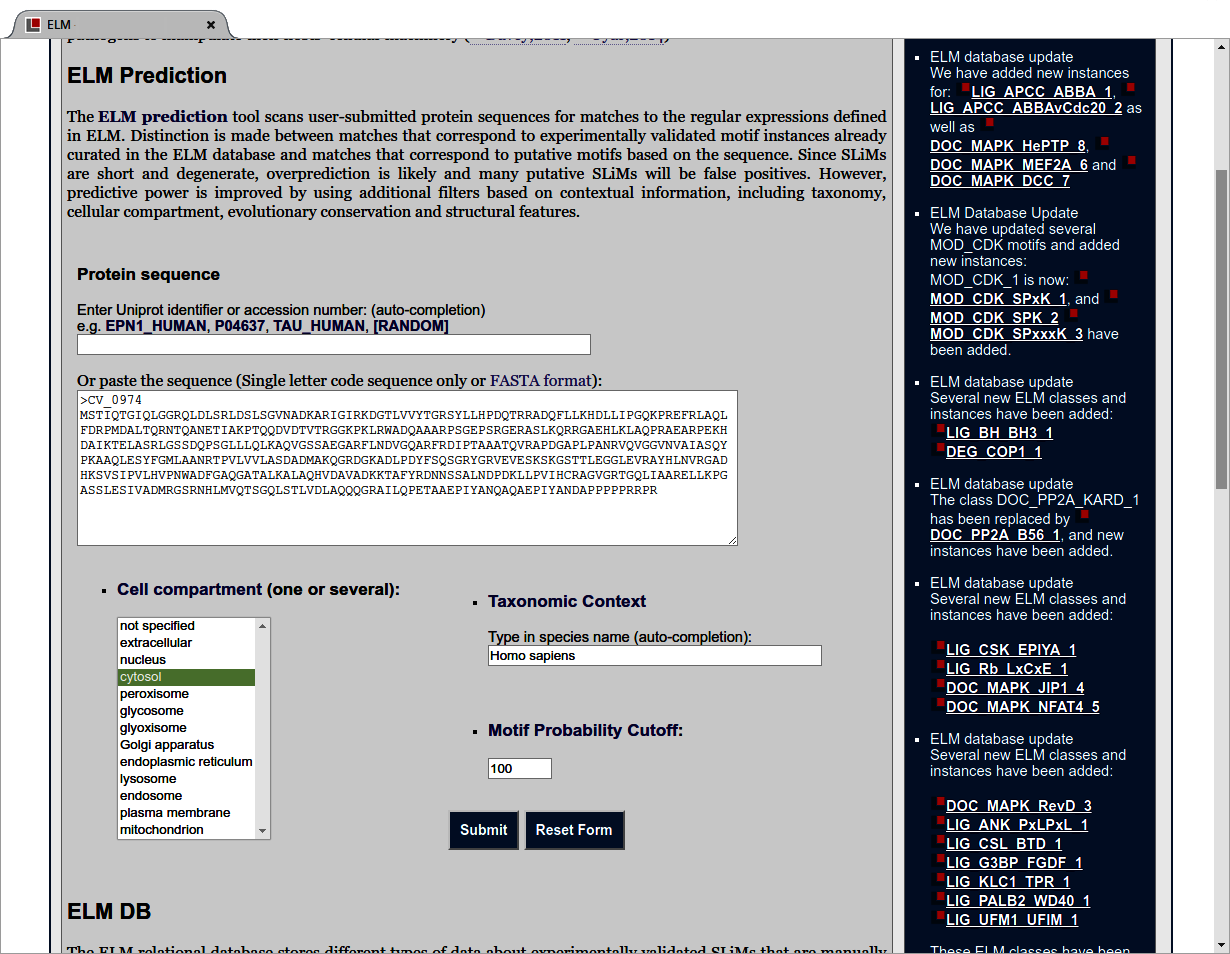 ELM
ELM Prediction
The ELM prediction tool scans user-submitted protein sequences for matches to the regular expressions defined
in ELM. Distinction is made between matches that correspond to experimentally validated motif instances already
curated in the ELM database and matches that correspond to putative motifs based on the sequence. Since SLiMs
are short and degenerate, overprediction is likely and many putative SLiMs will be false positives. However,
predictive power is improved by using additional filters based on contextual information, including taxonomy,
cellular compartment, evolutionary conservation and structural features.
Protein sequence
Enter Uniprot identifier or accession number: (auto-completion)
e.g. EPN1_HUMAN, P04637, TAU_HUMAN, [RANDOM]
Or paste the sequence (Single letter code sequence only or FASTA format):
>CV_0974
MSTIQTGIQLGGRQLDLSRLDSLSGVNADKARIGIRKDGTLVVYTGRSYLLHPDQTRRADQFLLKHDLLIPGQKPREFRLAQL
FDRPMDALTQRNTQANETIAKPTQQDVDTVTRGGKPKLRWADQAAARPSGEPSRGERASLKQRRGAEHLKLAQPRAEARPEKH
DAIKTELASRLGSSDQPSGLLLQLKAQVGSSAEGARFLNDVGQARFRDIPTAAATQVRAPDGAPLPANRVQVGGVNVAIASQY
PKAAQLESYFGMLAANRTPVLVVLASDADMAKQGRDGKADLPDYFSQSGRYGRVEVESKSKGSTTLEGGLEVRAYHLNVRGAD
HKSVSIPVLHVPNWADFGAQGATALKALAQHVDAVADKKTAFYRDNNSSALNDPDKLLPVIHCRAGVGRTGQLIAARELLKPG
ASSLESIVADMRGSRNHLMVQTSGQLSTLVDLAQQQGRAILQPETAAEPIYANQAQAEPIYANDAPPPPPRRPR
Cell compartment (one or several):
not specified
extracellular
nucleus
cytosol
peroxisome
glycosome
glyoxisome
Golgi apparatus
endoplasmic reticulum
lysosome
endosome
plasma membrane
mitochondrion
Taxonomic Context
Type in species name (auto-completion):
Homo sapiens
Motif Probability Cutoff:
100
Submit Reset Form
ELM DB
The ELM relational database stores different types of data about experimentally validated SLiMs that are manually
ELM database update
We have added new instances
for: LIG_APCC_ABBA_1,
LIG_APCC_ABBAvCdc20_2 as
well as
DOC_MAPK_HePTP_8,
DOC_MAPK_MEF2A_6 and
DOC_MAPK_DCC_7
ELM Database Update
We have updated several
MOD_CDK motifs and added
new instances:
MOD_CDK_1 is now:
MOD_CDK_SPxK_1, and
MOD_CDK_SPK_2
MOD_CDK_SPxxxK_3 have
been added.
ELM database update
Several new ELM classes and
instances have been added:
LIG_BH_BH3_1
DEG_COP1_1
ELM database update
The class DOC_PP2A_KARD_1
has been replaced by
DOC_PP2A_B56_1, and new
instances have been added.
ELM database update
Several new ELM classes and
instances have been added:
LIG_CSK_EPIYA_1
LIG_Rb_LxCxE_1
DOC_MAPK_JIP1_4
DOC_MAPK_NFAT4_5
ELM database update
Several new ELM classes and
instances have been added:
DOC_MAPK_RevD_3
LIG_ANK_PxLPxL_1
LIG_CSL_BTD_1
LIG_G3BP_FGDF_1
LIG_KLC1_TPR_1
LIG_PALB2_WD40_1
LIG_UFM1_UFIM_1
These ELM classes have been